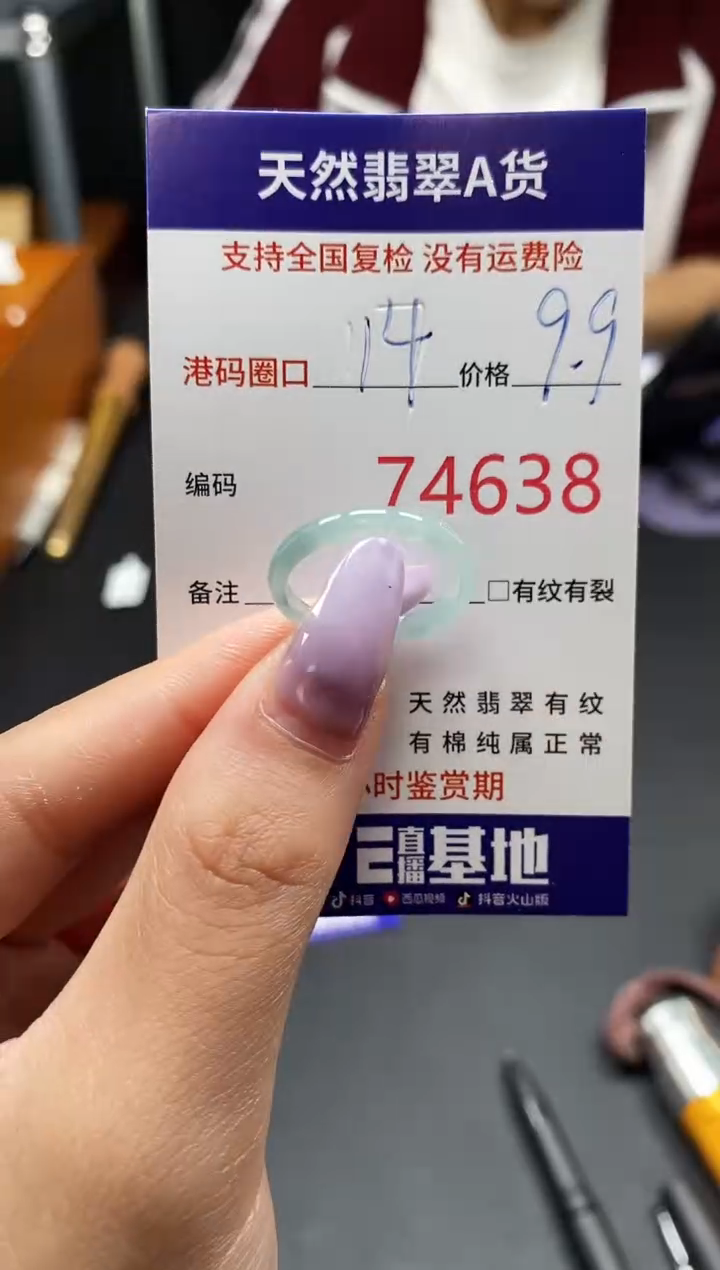 天然翡翠A货
支持全国复检 没有运费险
港码圈口 14 价格 9.9
编码 74638
备注 □有纹有裂
天然翡翠有纹
有棉纯属正常
时鉴赏期
直播基地
抖音 西瓜视频 抖音火山版